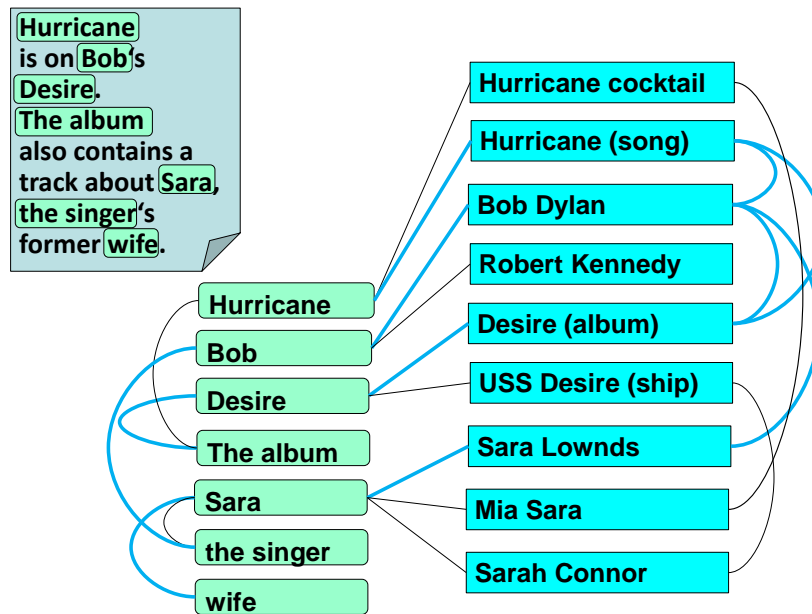 Hurricane
is on Bob‘s
Desire.
The album
also contains a
track about Sara,
the singer‘s
former wife.
Hurricane
Bob
Desire
The album
Sara
the singer
wife
Hurricane cocktail
Hurricane (song)
Bob Dylan
Robert Kennedy
Desire (album)
USS Desire (ship)
Sara Lownds
Mia Sara
Sarah Connor